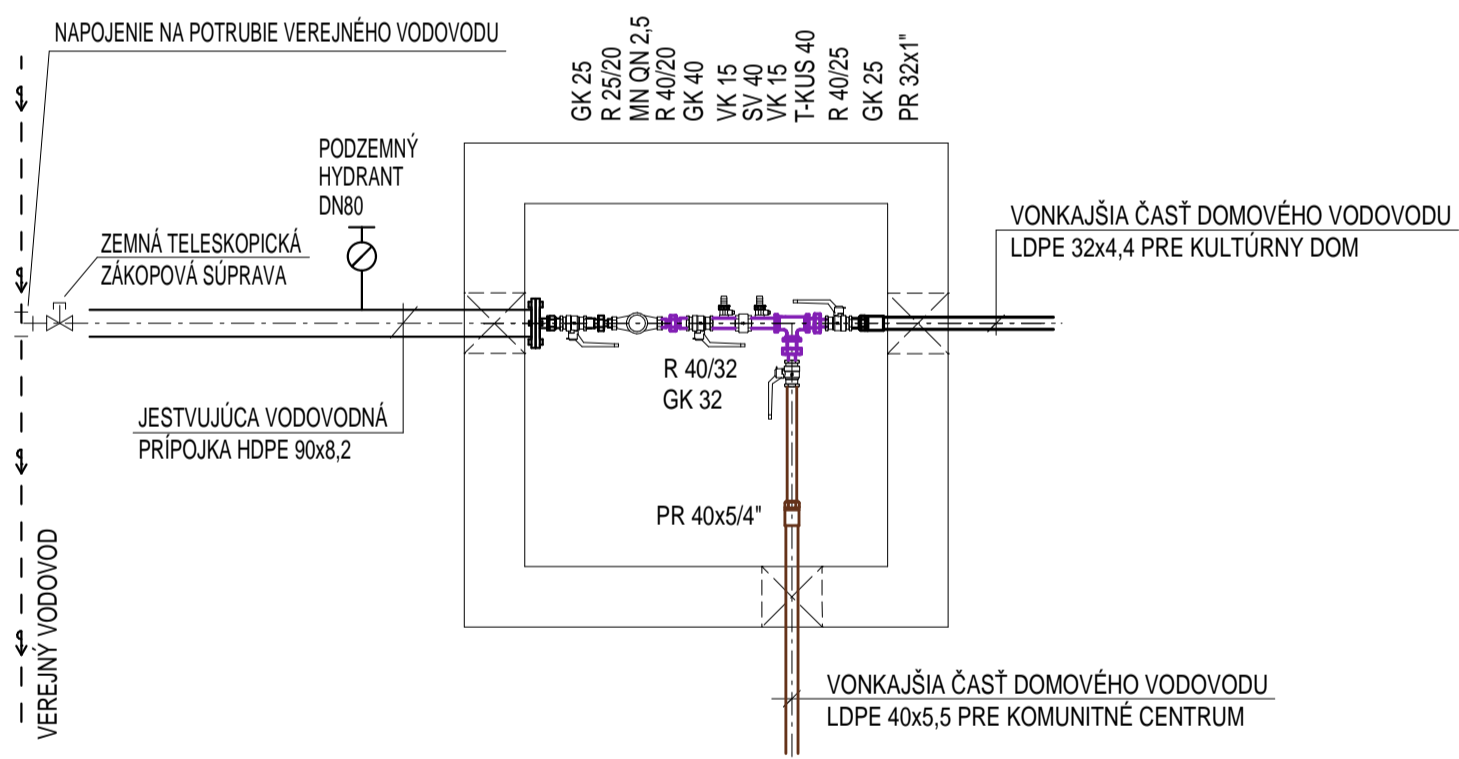 NAPOJENIE NA POTRUBIE VEREJNÉHO VODOVODU
GK 25
R 25/20
MN QN 2,5
R 40/20
GK 40
VK 15
SV 40
VK 15
T-KUS 40
R 40/25
GK 25
PR 32x1"
PODZEMNÝ
HYDRANT
DN80
ZEMNÁ TELESKOPICKÁ
ZÁKOPOVÁ SÚPRAVA
VONKAJŠIA ČASŤ DOMOVÉHO VODOVODU
LDPE 32x4,4 PRE KULTÚRNY DOM
R 40/32
GK 32
JESTVUJÚCA VODOVODNÁ
PRÍPOJKA HDPE 90x8,2
PR 40x5/4"
VEREJNÝ VODOVOD
VONKAJŠIA ČASŤ DOMOVÉHO VODOVODU
LDPE 40x5,5 PRE KOMUNITNÉ CENTRUM